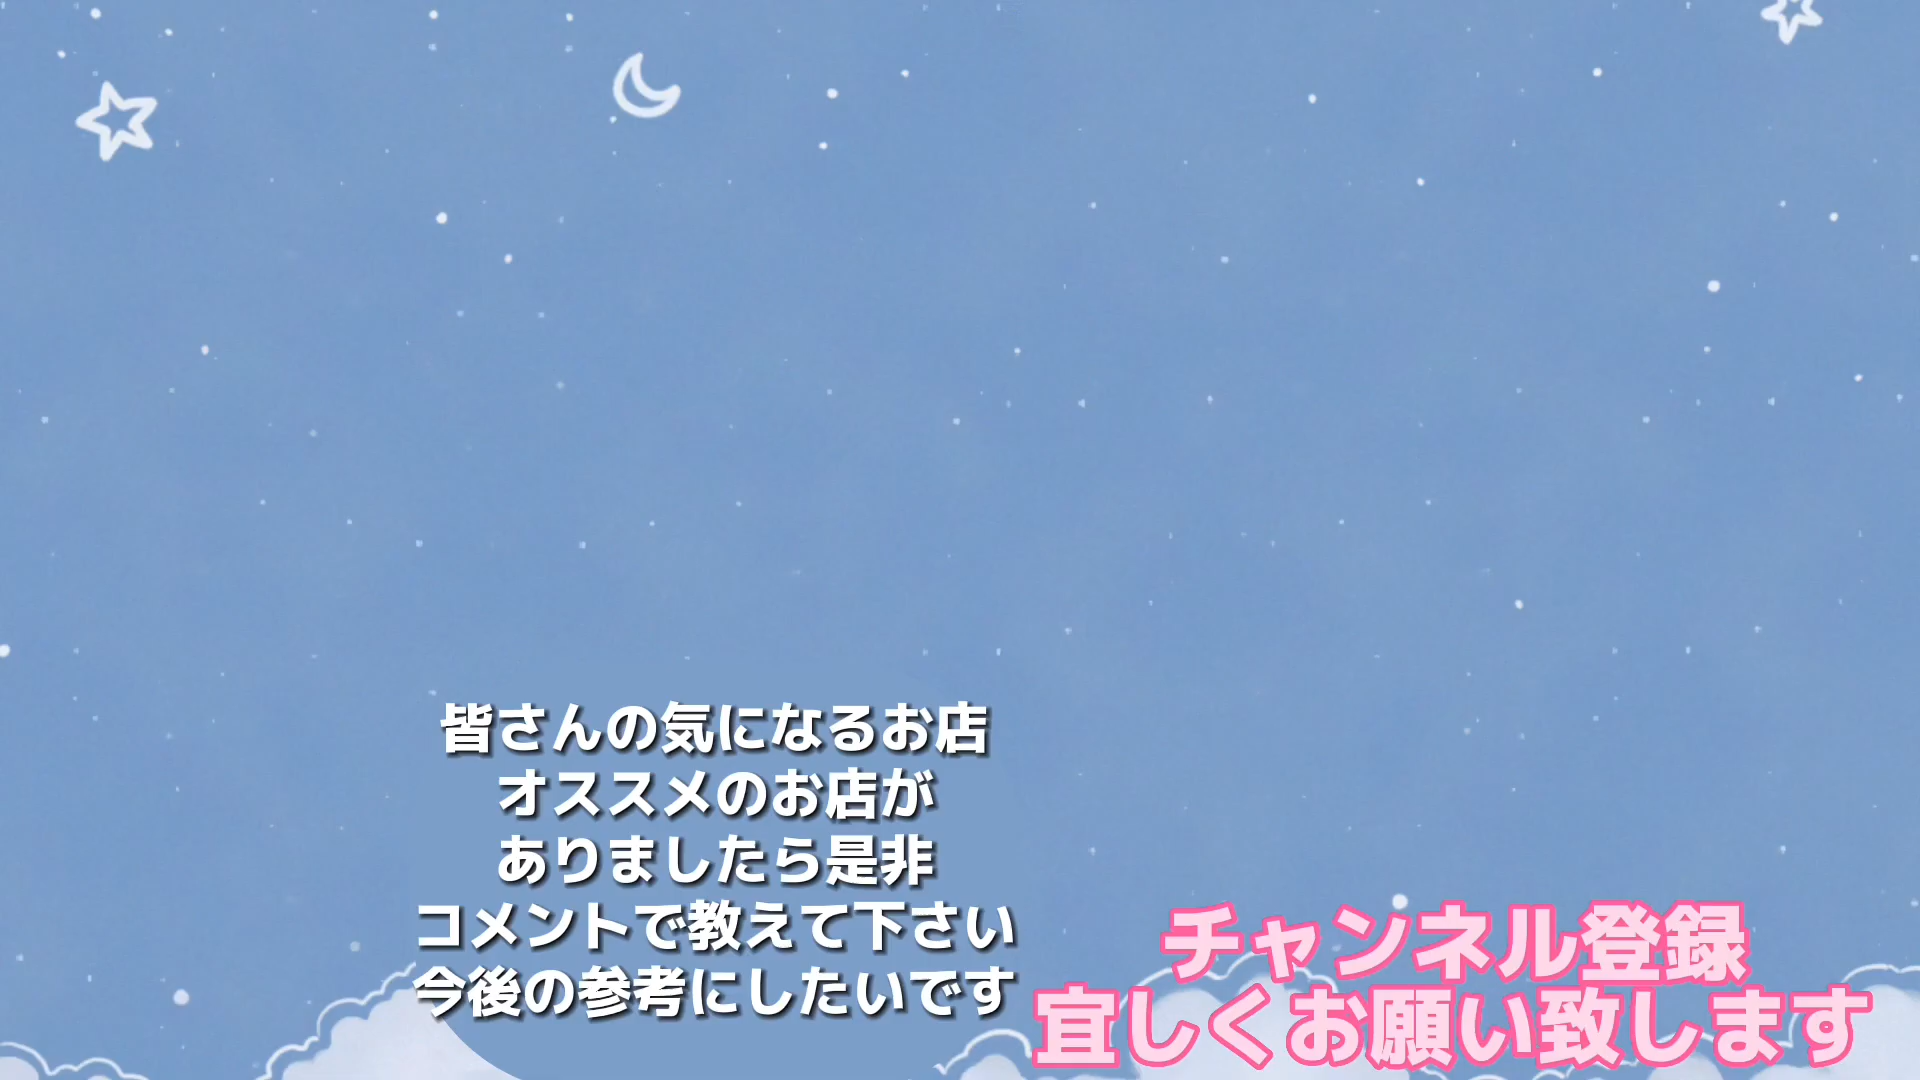 皆さんの気になるお店
オススメのお店が
ありましたら是非
コメントで教えて下さい
今後の参考にしたいです
チャンネル登録
宜しくお願い致します